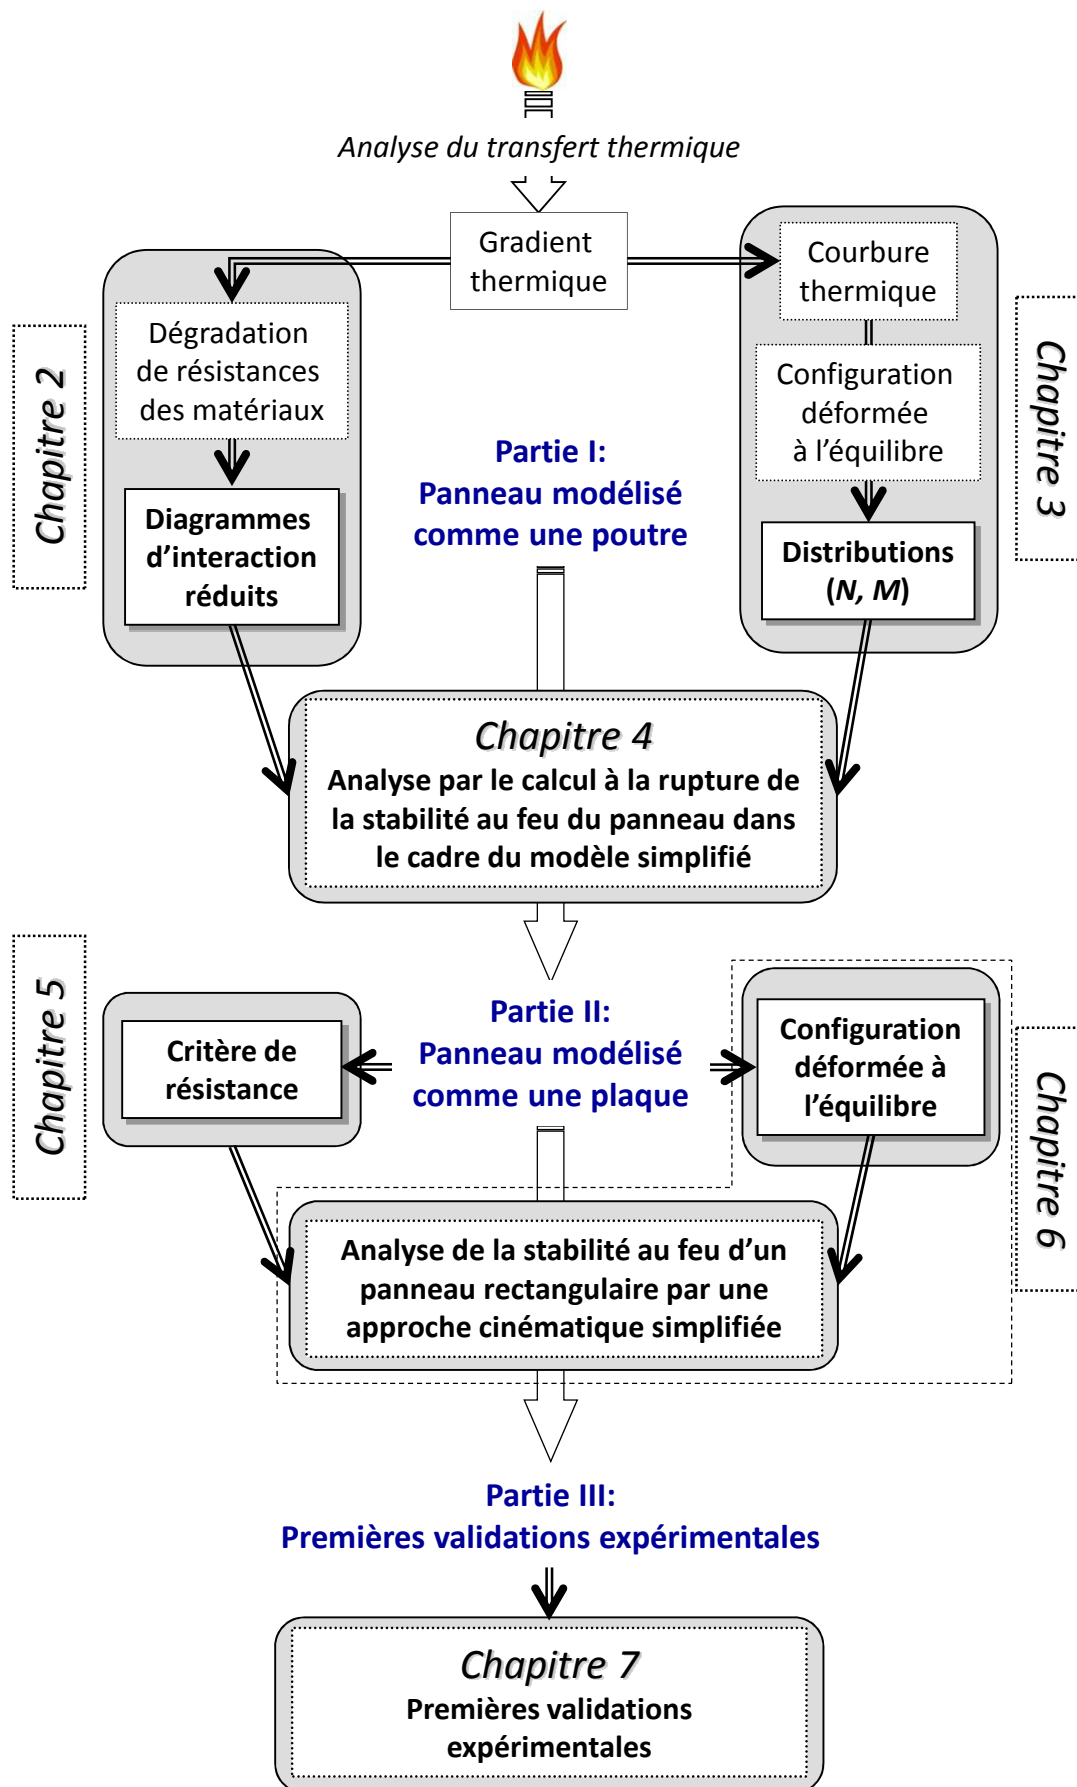 Analyse du transfert thermique
Gradient
thermique
Chapitre 2
Dégradation
de résistances
des matériaux
Diagrammes
d’interaction
réduits
Partie I:
Panneau modélisé
comme une poutre
Courbure
thermique
Configuration
déformée
à l’équilibre
Distributions
(N, M)
Chapitre 3
Chapitre 4
Analyse par le calcul à la rupture de
la stabilité au feu du panneau dans
le cadre du modèle simplifié
Chapitre 5
Critère de
résistance
Partie II:
Panneau modélisé
comme une plaque
Configuration
déformée à
l’équilibre
Chapitre 6
Analyse de la stabilité au feu d’un
panneau rectangulaire par une
approche cinématique simplifiée
Partie III:
Premières validations expérimentales
Chapitre 7
Premières validations
expérimentales